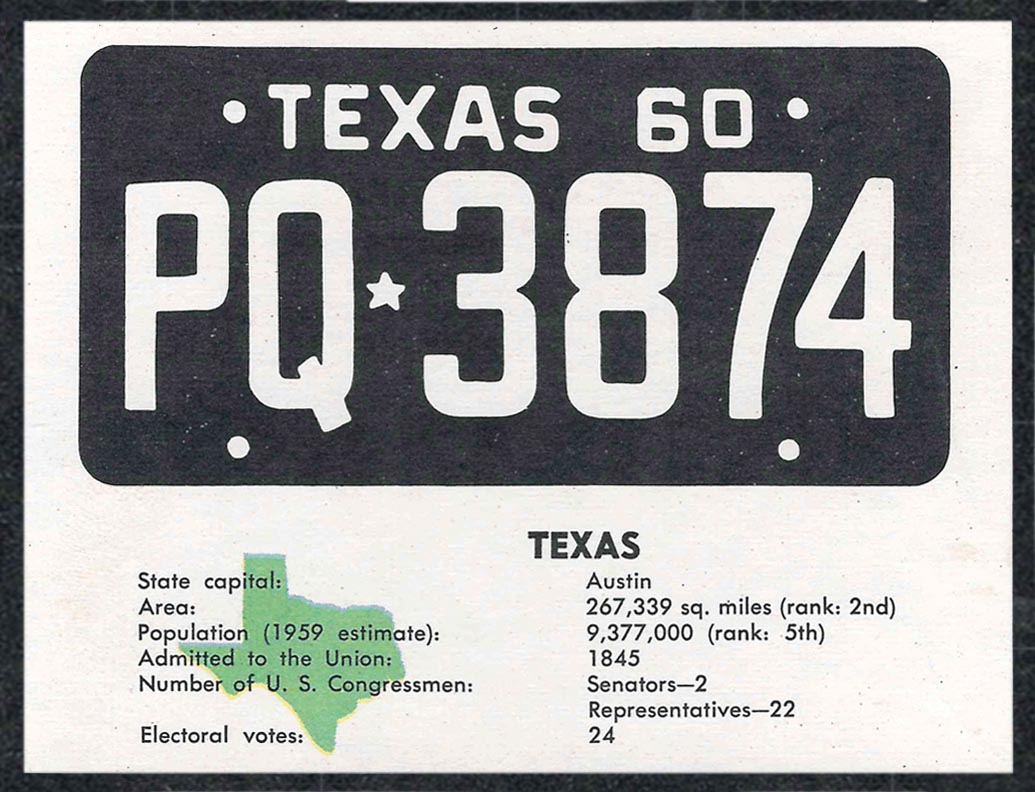 TEXAS 60
PQ★3874
TEXAS
State capital: Austin
Area: 267,339 sq. miles (rank: 2nd)
Population (1959 estimate): 9,377,000 (rank: 5th)
Admitted to the Union: 1845
Number of U. S. Congressmen: Senators—2
Representatives—22
Electoral votes: 24